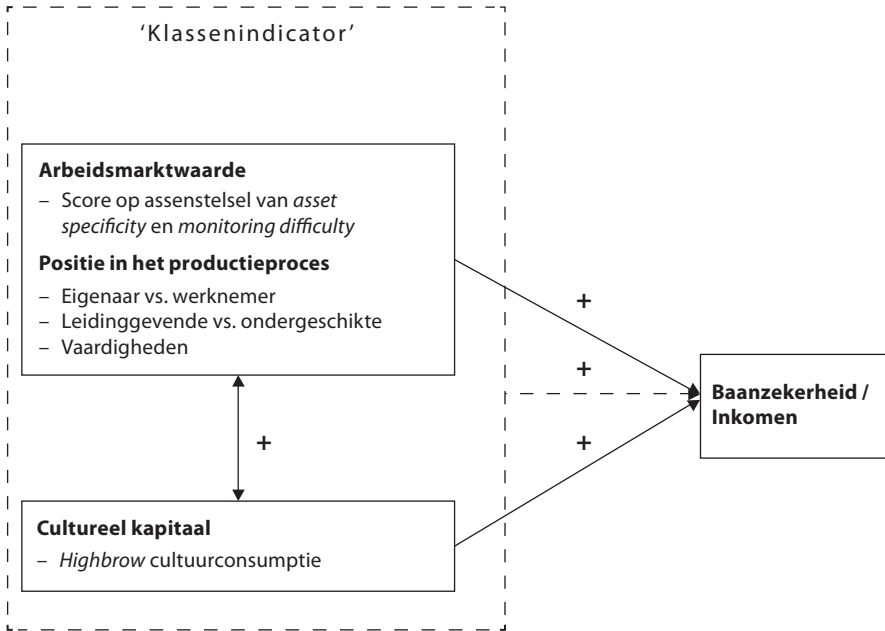 ‘Klassenindicator’
Arbeidsmarktwaarde
– Score op assenstelsel van asset
specificity en monitoring difficulty
Positie in het productieproces
– Eigenaar vs. werknemer
– Leidinggevende vs. ondergeschikte
– Vaardigheden
+
+
Baanzekerheid /
Inkomen
+
+
Cultureel kapitaal
– Highbrow cultuurconsumptie